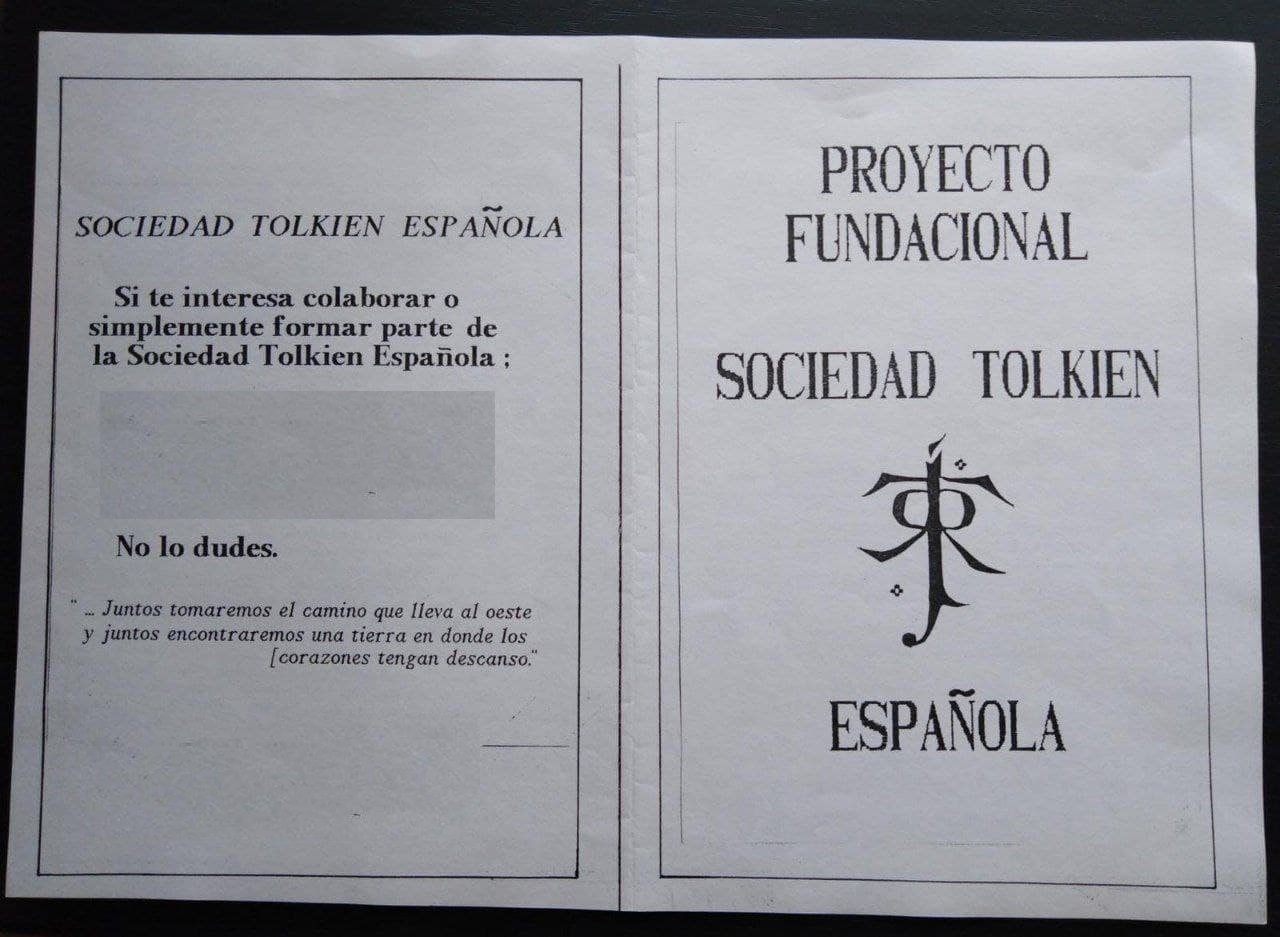 SOCIEDAD TOLKIEN ESPAÑOLA
Si te interesa colaborar o
simplemente formar parte de
la Sociedad Tolkien Española ;
No lo dudes.
" ... Juntos tomaremos el camino que lleva al oeste
y juntos encontraremos una tierra en donde los
[corazones tengan descanso."
PROYECTO
FUNDACIONAL
SOCIEDAD TOLKIEN
ESPAÑOLA